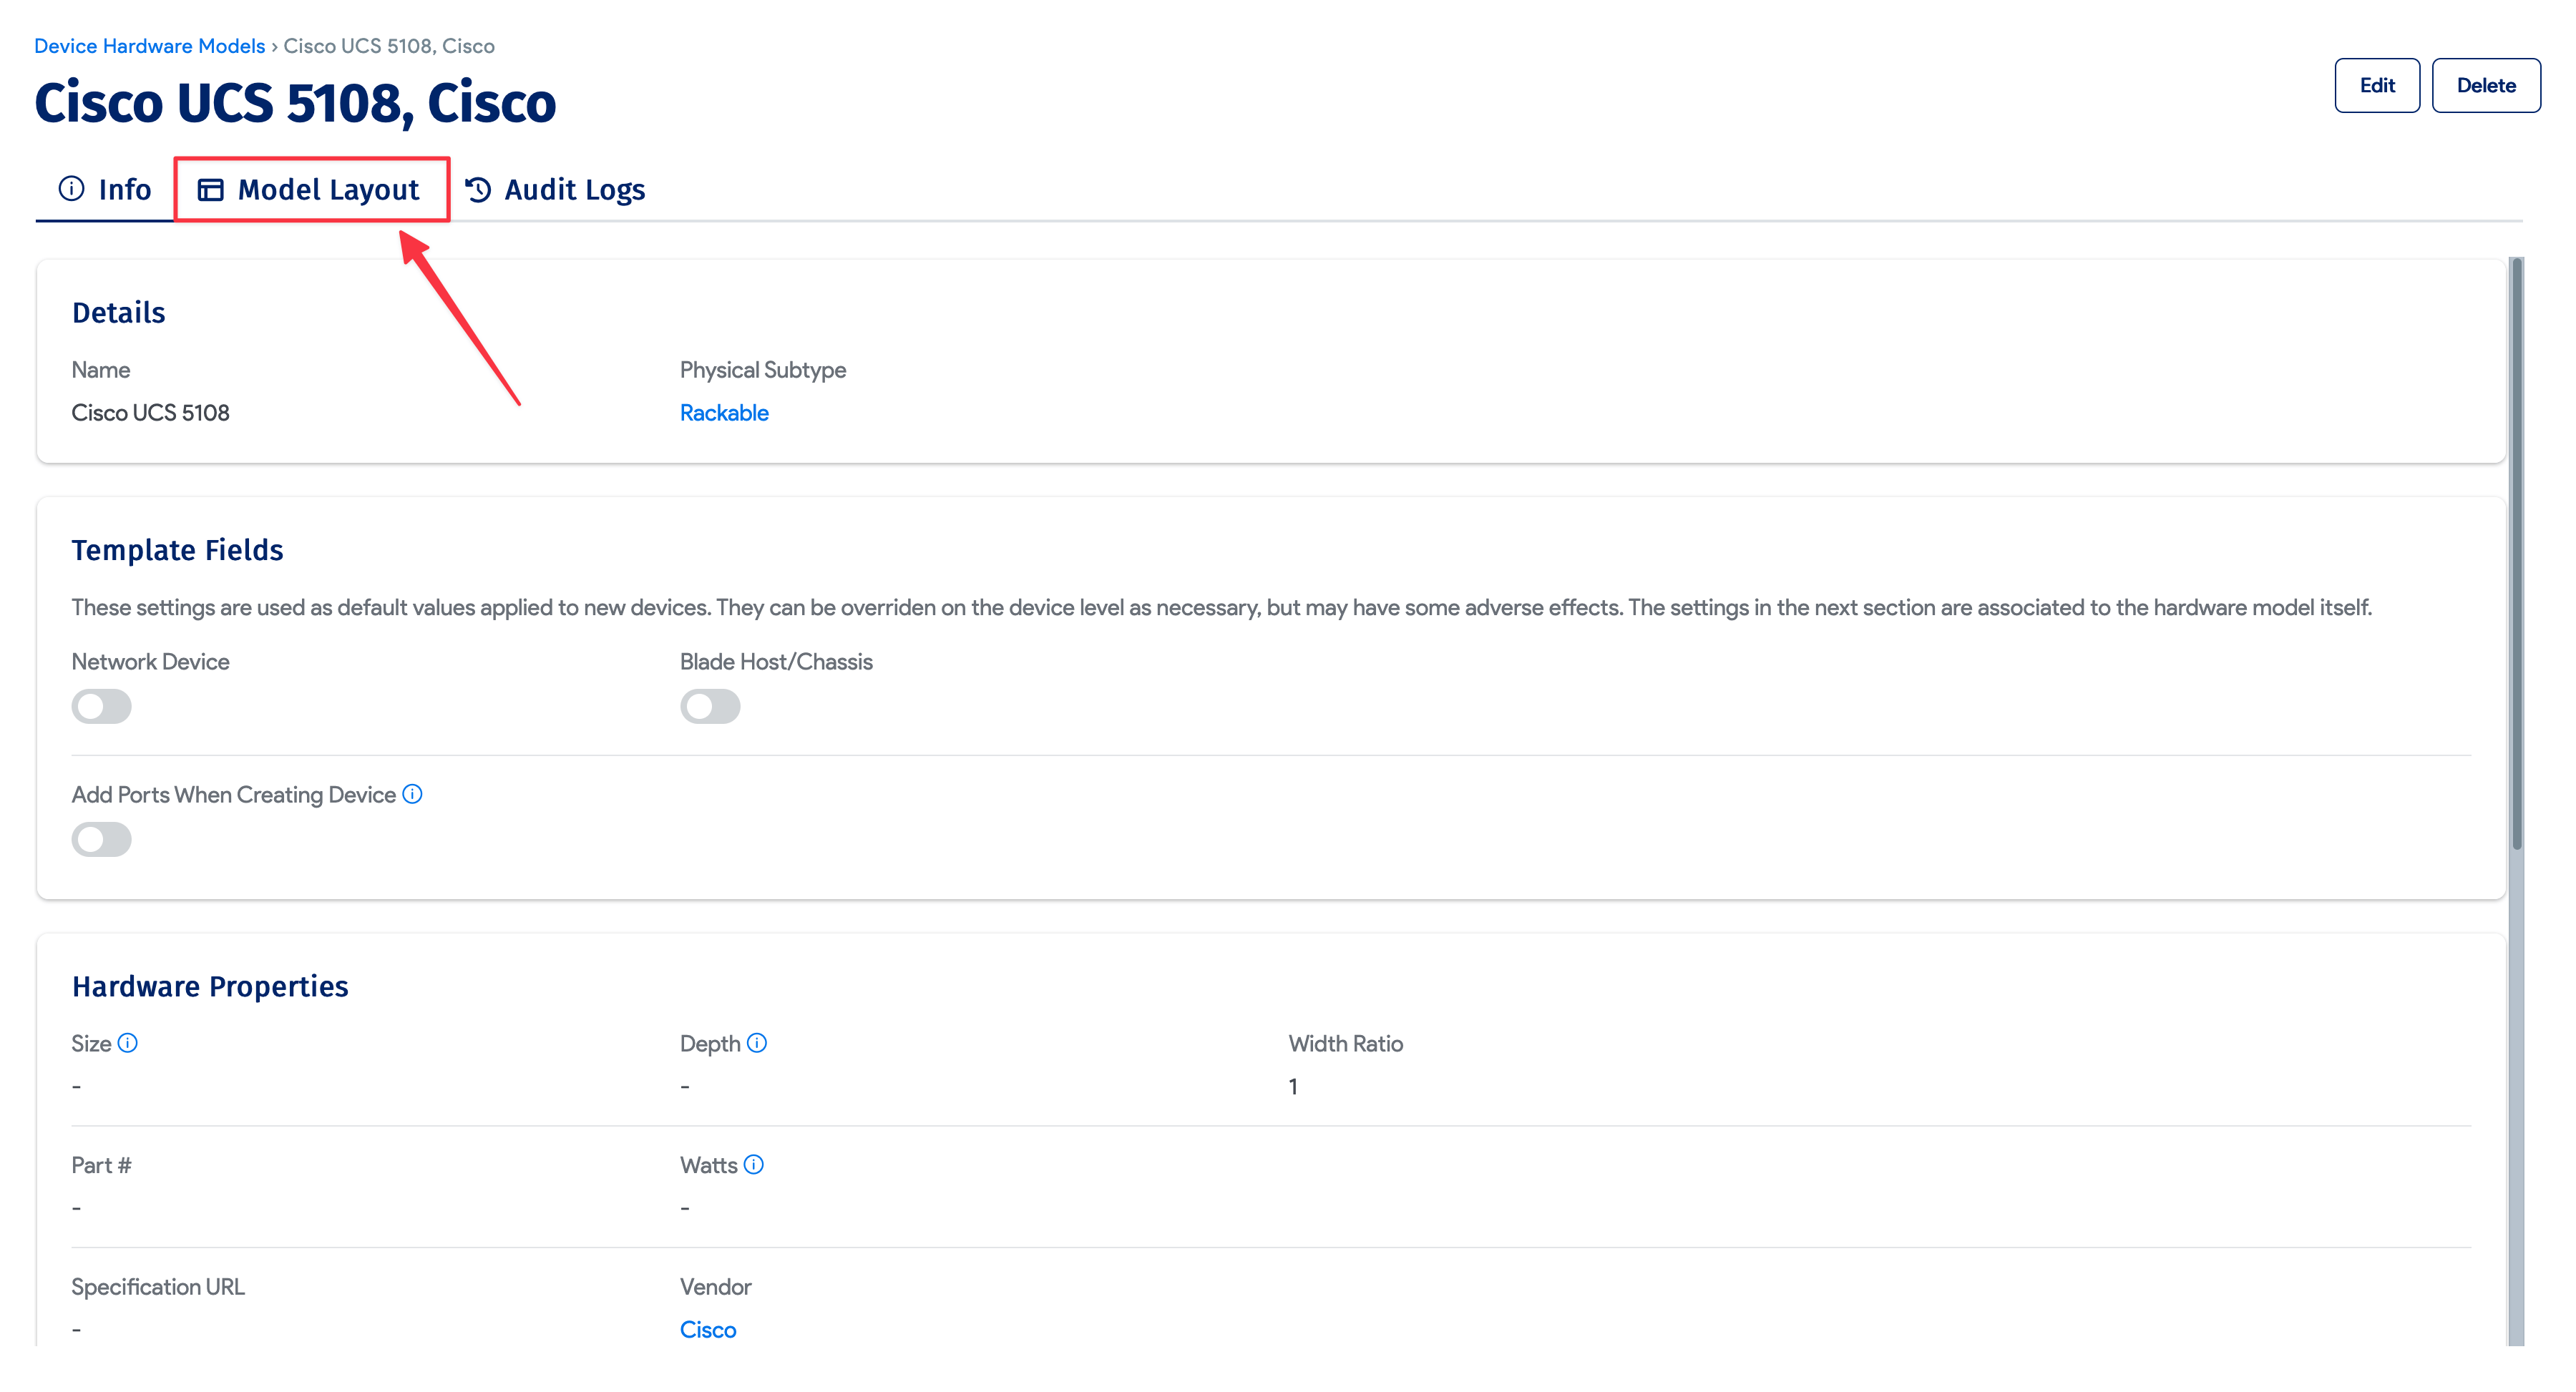 Device Hardware Models › Cisco UCS 5108, Cisco
Cisco UCS 5108, Cisco
Edit
Delete
Info
Model Layout
Audit Logs
Details
Name
Physical Subtype
Cisco UCS 5108
Rackable
Template Fields
These settings are used as default values applied to new devices. They can be overriden on the device level as necessary, but may have some adverse effects. The settings in the next section are associated to the hardware model itself.
Network Device
Blade Host/Chassis
Add Ports When Creating Device
Hardware Properties
Size
Depth
Width Ratio
-
-
1
Part #
Watts
-
-
Specification URL
Vendor
-
Cisco